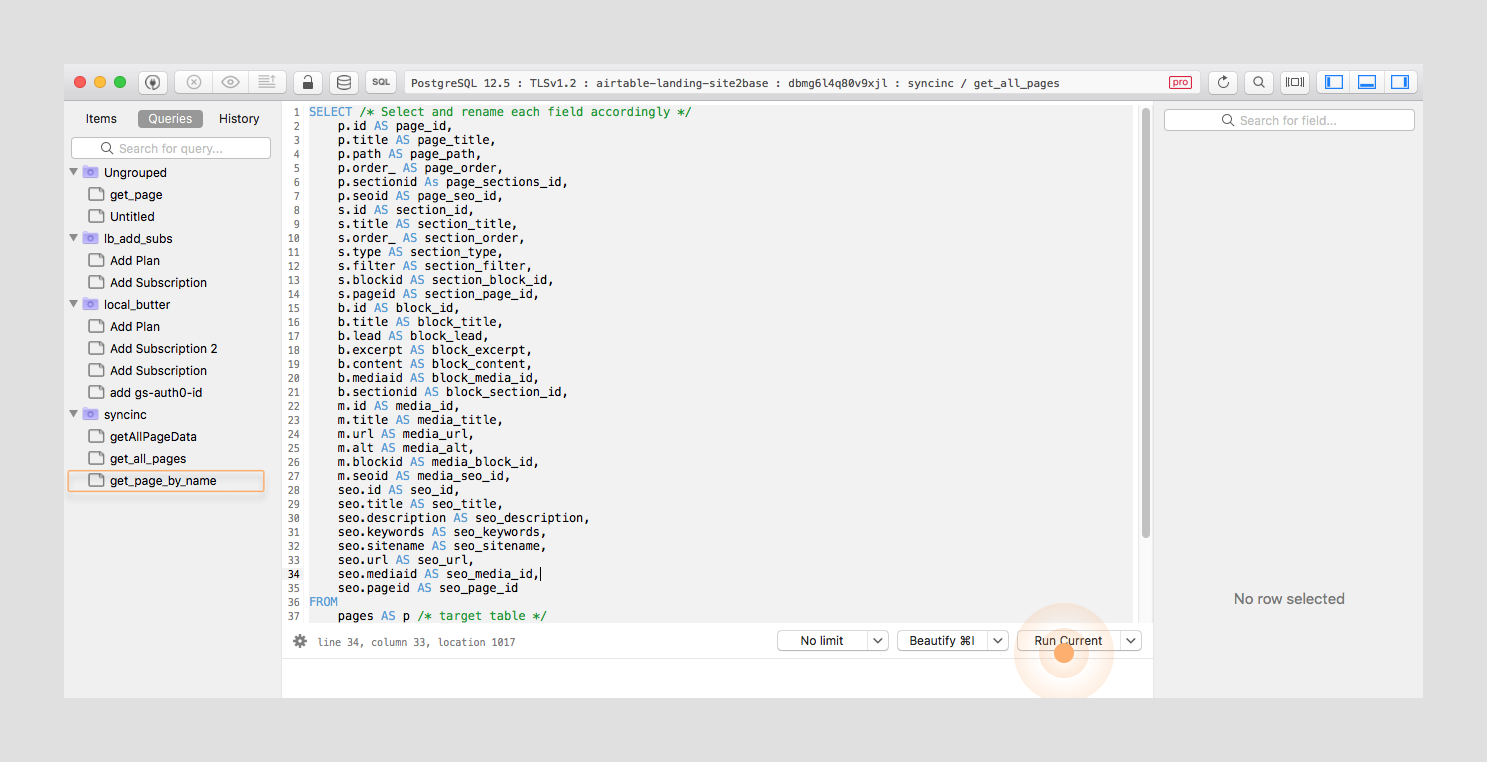 SQL
PostgreSQL 12.5 : TLSv1.2 : airtable-landing-site2base : dbmg6l4q80v9xjl : syncinc / get_all_pages
pro
Items
Queries
History
Search for query...
Ungrouped
get_page
Untitled
lb_add_subs
Add Plan
Add Subscription
local_butter
Add Plan
Add Subscription 2
Add Subscription
add gs-auth0-id
syncinc
getAllPageData
get_all_pages
get_page_by_name
1 SELECT /* Select and rename each field accordingly */
2 p.id AS page_id,
3 p.title AS page_title,
4 p.path AS page_path,
5 p.order_ AS page_order,
6 p.sectionid As page_sections_id,
7 p.seoid AS page_seo_id,
8 s.id AS section_id,
9 s.title AS section_title,
10 s.order_ AS section_order,
11 s.type AS section_type,
12 s.filter AS section_filter,
13 s.blockid AS section_block_id,
14 s.pageid AS section_page_id,
15 b.id AS block_id,
16 b.title AS block_title,
17 b.lead AS block_lead,
18 b.excerpt AS block_excerpt,
19 b.content AS block_content,
20 b.mediaid AS block_media_id,
21 b.sectionid AS block_section_id,
22 m.id AS media_id,
23 m.title AS media_title,
24 m.url AS media_url,
25 m.alt AS media_alt,
26 m.blockid AS media_block_id,
27 m.seoid AS media_seo_id,
28 seo.id AS seo_id,
29 seo.title AS seo_title,
30 seo.description AS seo_description,
31 seo.keywords AS seo_keywords,
32 seo.sitename AS seo_sitename,
33 seo.url AS seo_url,
34 seo.mediaid AS seo_media_id,
35 seo.pageid AS seo_page_id
36 FROM
37 pages AS p /* target table */
line 34, column 33, location 1017
No limit
Beautify ⌘I
Run Current
Search for field...
No row selected